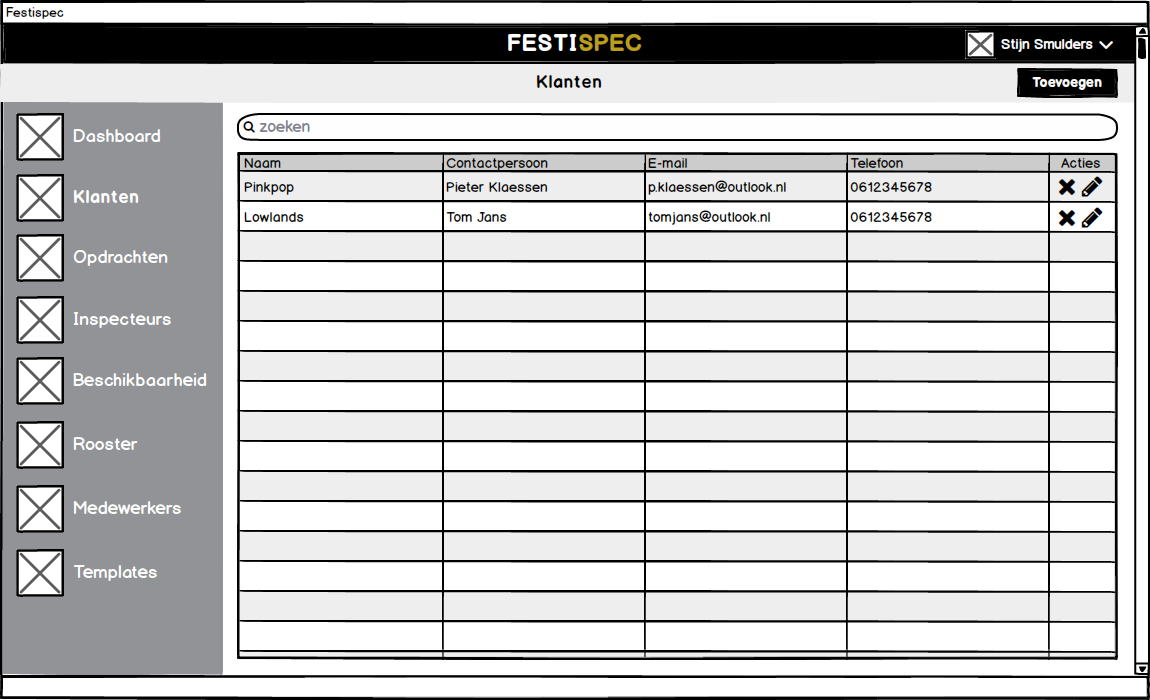 Festispec
FESTISPEC
Stijn Smulders
Klanten
Toevoegen
Dashboard
Klanten
Opdrachten
Inspecteurs
Beschikbaarheid
Rooster
Medewerkers
Templates
zoeken
Naam Contactpersoon E-mail Telefoon Acties
Pinkpop Pieter Klaessen p.klaessen@outlook.nl 0612345678
Lowlands Tom Jans tomjans@outlook.nl 0612345678